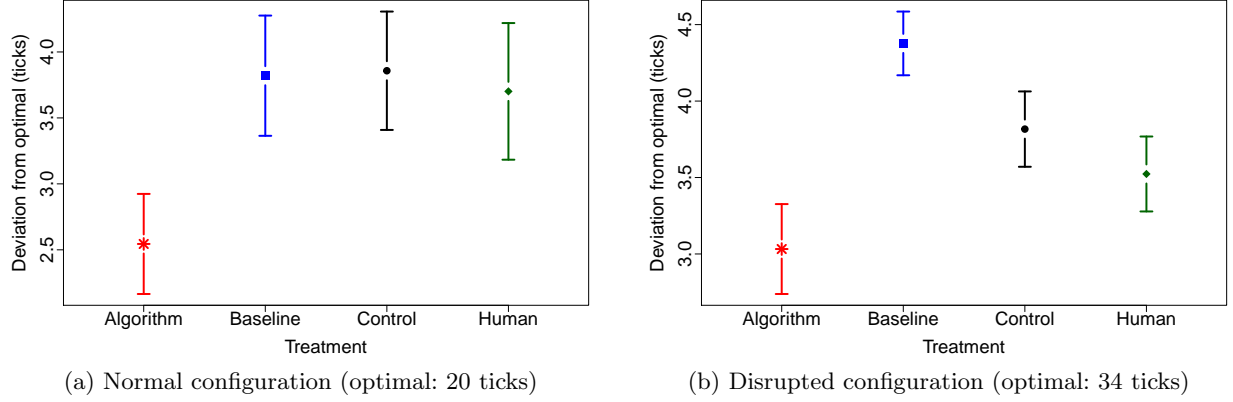 Deviation from optimal (ticks)
4.0
3.5
3.0
2.5
Algorithm Baseline Control Human
Treatment
(a) Normal configuration (optimal: 20 ticks)
Deviation from optimal (ticks)
4.5
4.0
3.5
3.0
Algorithm Baseline Control Human
Treatment
(b) Disrupted configuration (optimal: 34 ticks)